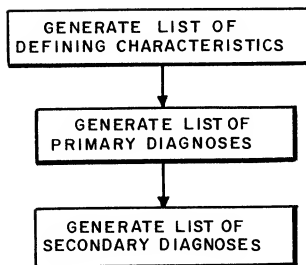 GENERATE LIST OF
DEFINING CHARACTERISTICS
GENERATE LIST OF
PRIMARY DIAGNOSES
GENERATE LIST OF
SECONDARY DIAGNOSES